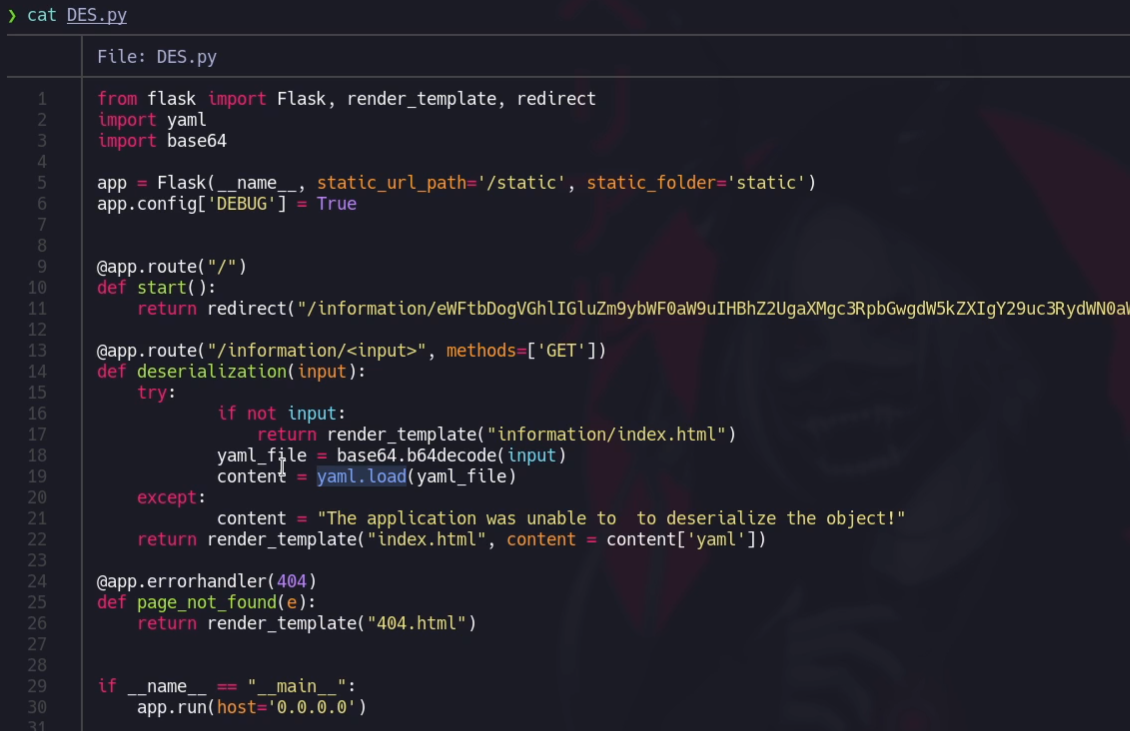 ❯ cat DES.py
File: DES.py
1 from flask import Flask, render_template, redirect
2 import yaml
3 import base64
4
5 app = Flask(__name__, static_url_path='/static', static_folder='static')
6 app.config['DEBUG'] = True
7
8
9 @app.route("/")
10 def start():
11     return redirect("/information/eWFtbDogVGhlIGluZm9ybWF0aW9uIHBhZ2UgaXMgc3RpbGwgdW5kZXIgY29uc3RydWN0aW
12
13 @app.route("/information/<input>", methods=['GET'])
14 def deserialization(input):
15     try:
16             if not input:
17                 return render_template("information/index.html")
18             yaml_file = base64.b64decode(input)
19             content = yaml.load(yaml_file)
20     except:
21             content = "The application was unable to  to deserialize the object!"
22     return render_template("index.html", content = content['yaml'])
23
24 @app.errorhandler(404)
25 def page_not_found(e):
26     return render_template("404.html")
27
28
29 if __name__ == "__main__":
30     app.run(host='0.0.0.0')
31